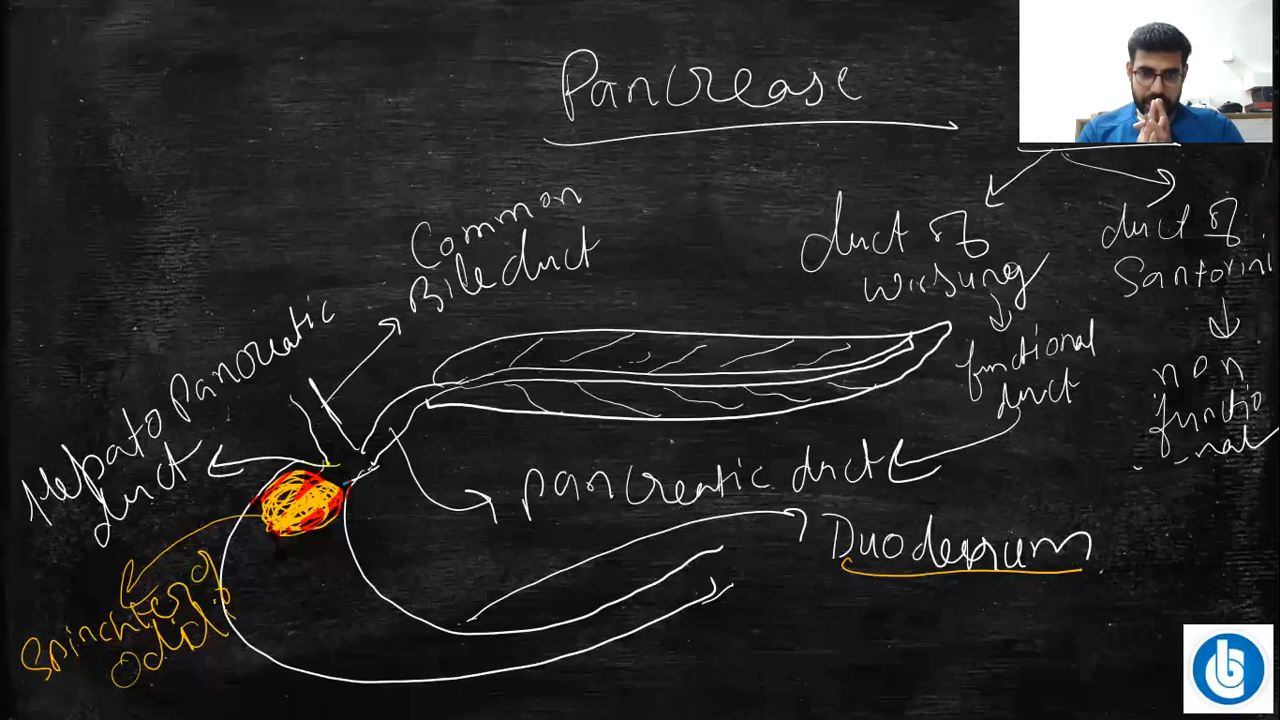 Pancrease
Common
Bile duct
duct of
wirsung
functional
duct
duct of
Santorini
non
functio
nal
Hepato Pancreatic
duct
pancreatic duct
Duodenum
Spinchter of
Oddi